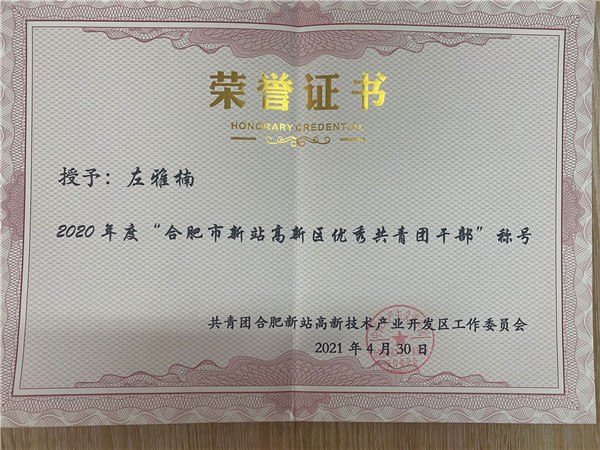 荣誉证书
HONORARY CREDENTIAL
授予：左雅楠
2020年度“合肥市新站高新区优秀共青团干部”称号
共青团合肥新站高新技术产业开发区工作委员会
2021年4月30日